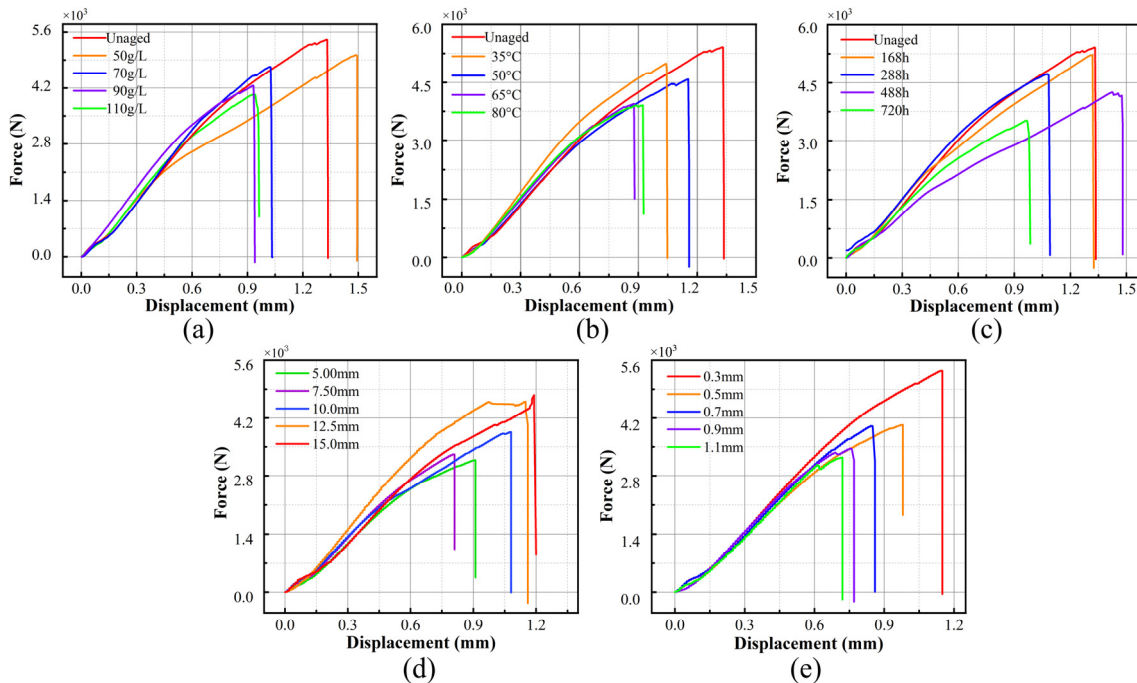 ×10³
5.6
4.2
2.8
1.4
0.0
Force (N)
Unaged
50g/L
70g/L
90g/L
110g/L
0.0 0.3 0.6 0.9 1.2 1.5
Displacement (mm)
(a)
×10³
6.0
4.5
3.0
1.5
0.0
Force (N)
Unaged
35°C
50°C
65°C
80°C
0.0 0.3 0.6 0.9 1.2 1.5
Displacement (mm)
(b)
×10³
6.0
4.5
3.0
1.5
0.0
Force (N)
Unaged
168h
288h
488h
720h
0.0 0.3 0.6 0.9 1.2 1.5
Displacement (mm)
(c)
×10³
5.6
4.2
2.8
1.4
0.0
Force (N)
5.00mm
7.50mm
10.0mm
12.5mm
15.0mm
0.0 0.3 0.6 0.9 1.2
Displacement (mm)
(d)
×10³
5.6
4.2
2.8
1.4
0.0
Force (N)
0.3mm
0.5mm
0.7mm
0.9mm
1.1mm
0.0 0.3 0.6 0.9 1.2
Displacement (mm)
(e)